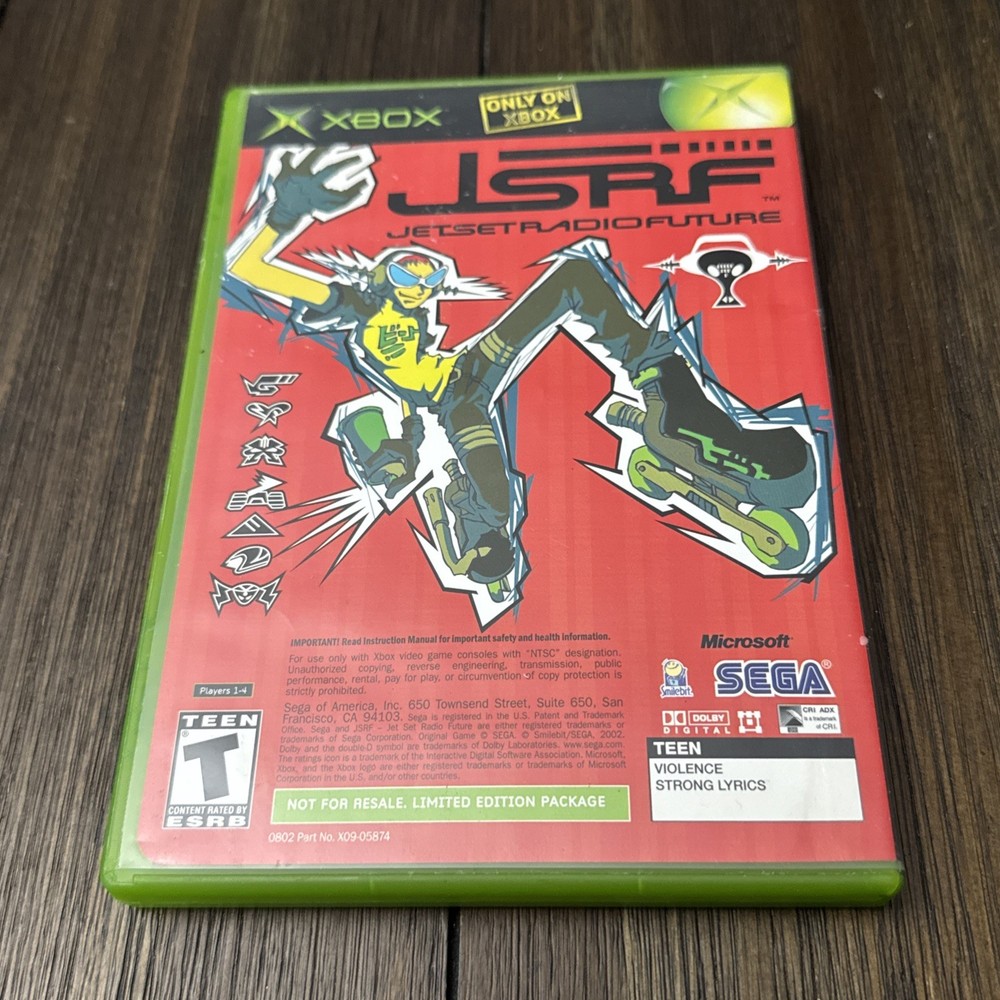 XBOX
ONLY ON
XBOX
JSRF™
JETSETRADIOFUTURE
IMPORTANT! Read Instruction Manual for important safety and health information.
For use only with Xbox video game consoles with "NTSC" designation.
Unauthorized copying, reverse engineering, transmission, public
performance, rental, pay for play, or circumvention of copy protection is
strictly prohibited.
Sega of America, Inc. 650 Townsend Street, Suite 650, San
Francisco, CA 94103. Sega is registered in the U.S. Patent and Trademark
Office. Sega and JSRF – Jet Set Radio Future are either registered trademarks or
trademarks of Sega Corporation. Original Game © SEGA. © Smilebit/SEGA, 2002.
Dolby and the double-D symbol are trademarks of Dolby Laboratories. www.sega.com.
The ratings icon is a trademark of the Interactive Digital Software Association. Microsoft,
Xbox, and the Xbox logo are either registered trademarks or trademarks of Microsoft
Corporation in the U.S. and/or other countries.
Microsoft
Smilebit
SEGA®
DOLBY
DIGITAL
CRI ADX
is a trademark
of CRI.
Players 1-4
TEEN
T
®
CONTENT RATED BY
ESRB
NOT FOR RESALE. LIMITED EDITION PACKAGE
TEEN
VIOLENCE
STRONG LYRICS
0802 Part No. X09-05874